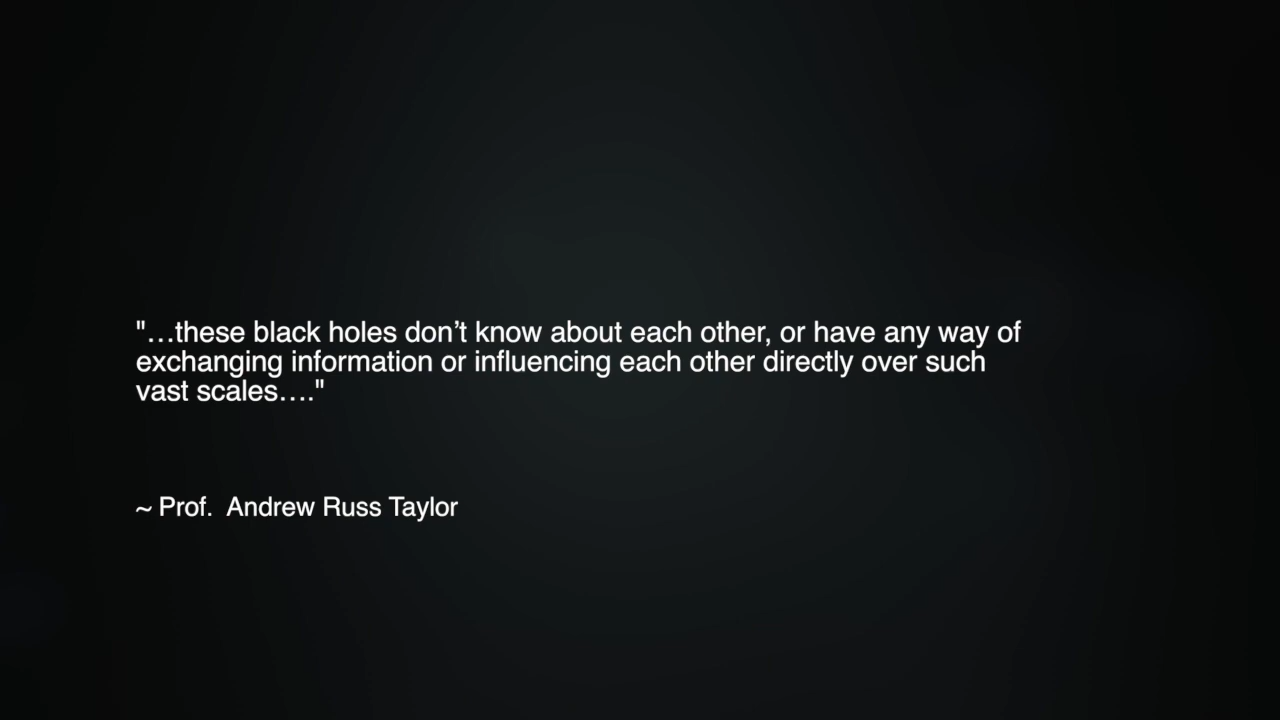 "…these black holes don’t know about each other, or have any way of
exchanging information or influencing each other directly over such
vast scales…."
~ Prof.  Andrew Russ Taylor